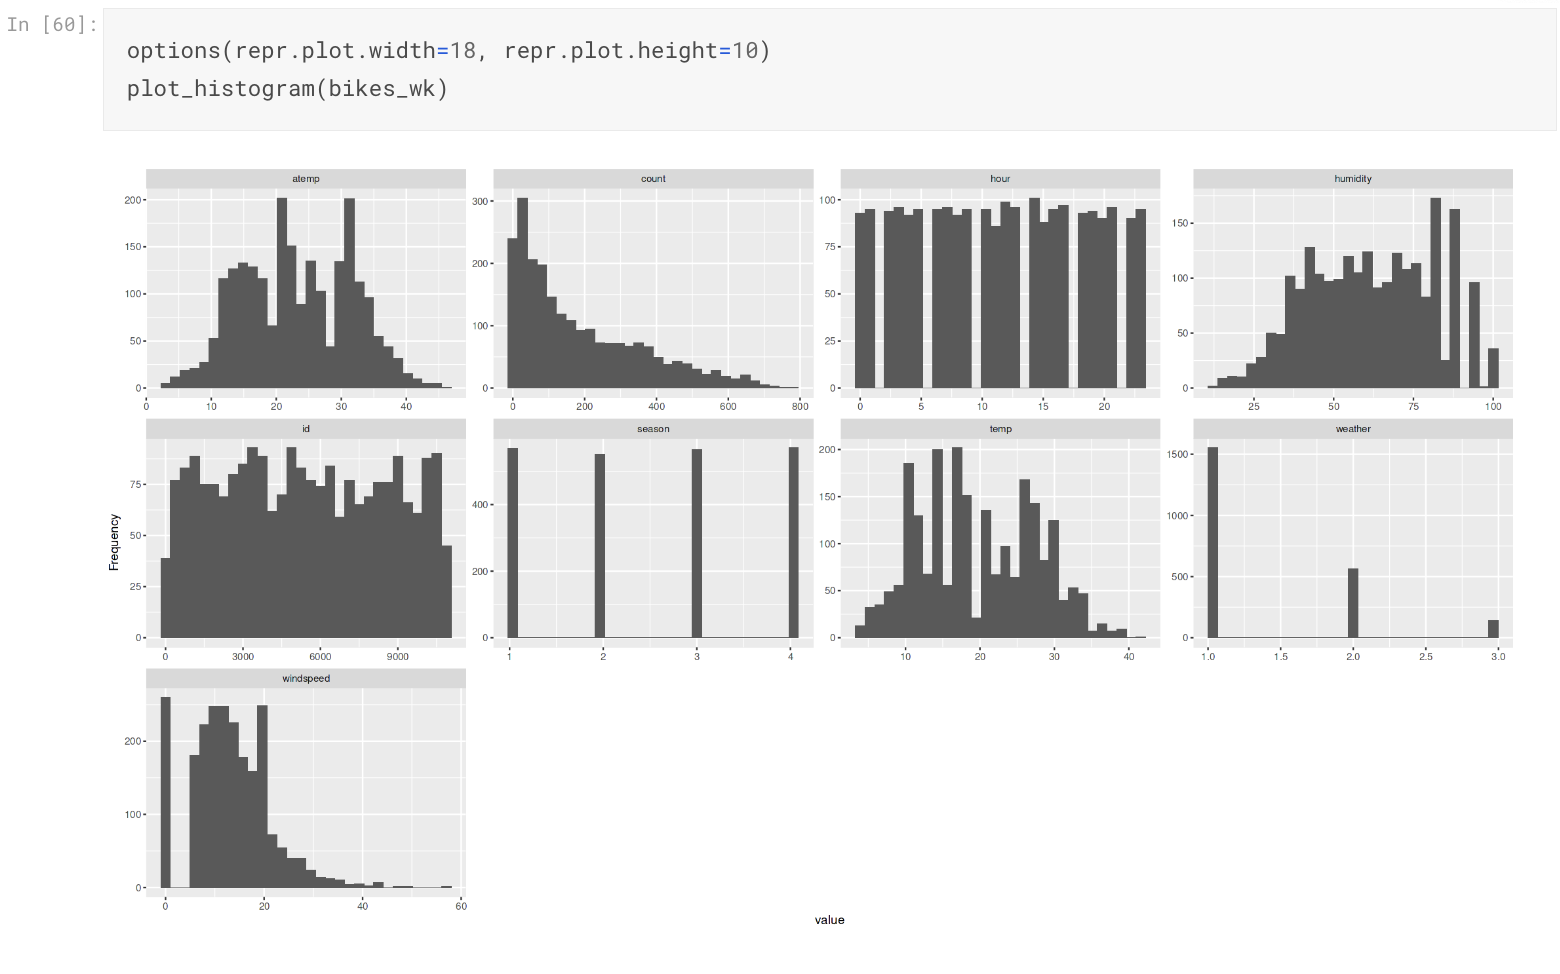 In [60]:
options(repr.plot.width=18, repr.plot.height=10)
plot_histogram(bikes_wk)
atemp
200
150
100
50
0
0 10 20 30 40
count
300
200
100
0
0 200 400 600 800
hour
100
75
50
25
0
0 5 10 15 20
humidity
150
100
50
0
25 50 75 100
id
75
50
25
0
0 3000 6000 9000
season
400
200
0
1 2 3 4
temp
200
150
100
50
0
10 20 30 40
weather
1500
1000
500
0
1.0 1.5 2.0 2.5 3.0
Frequency
windspeed
200
100
0
0 20 40 60
value